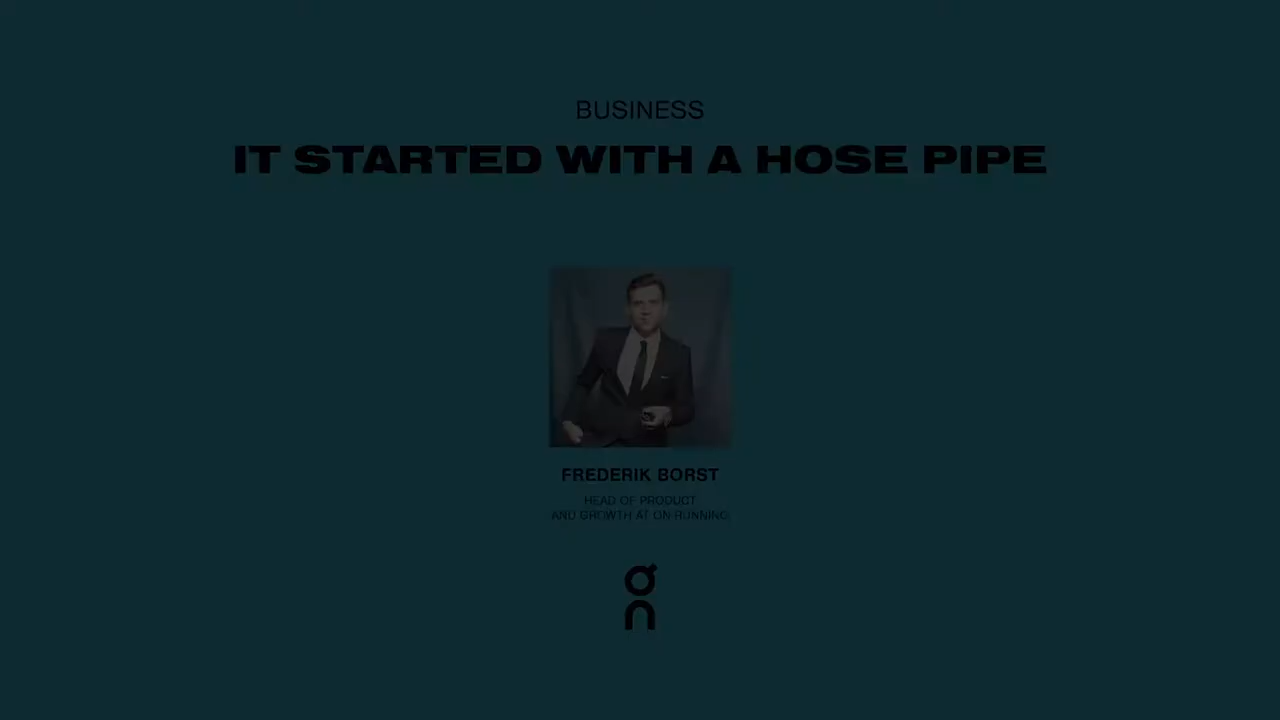 BUSINESS
IT STARTED WITH A HOSE PIPE
FREDERIK BORST
HEAD OF PRODUCT
AND GROWTH AT ON RUNNING